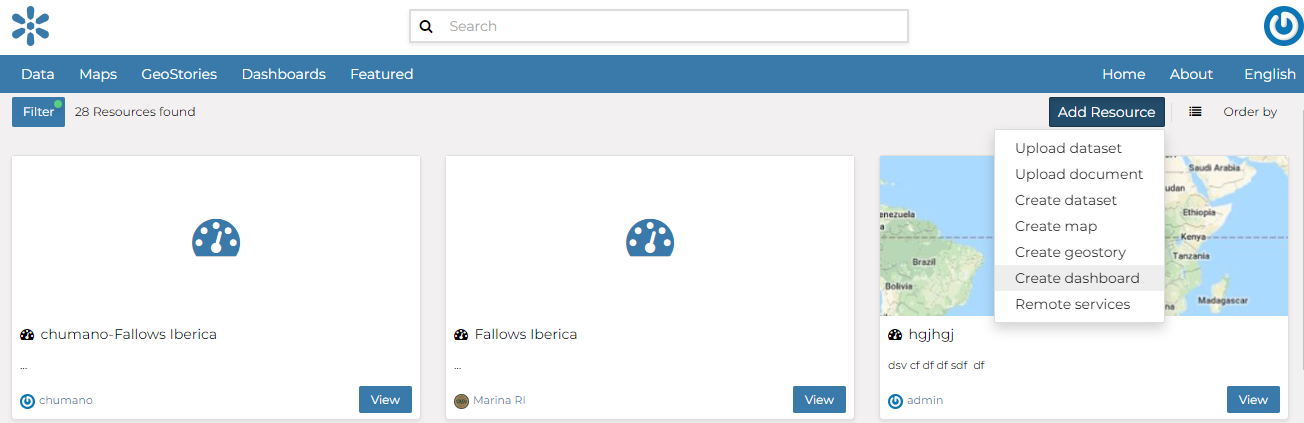 Search
Data Maps GeoStories Dashboards Featured Home About English
Filter 28 Resources found Add Resource Order by
Upload dataset
Upload document
Create dataset
Create map
Create geostory
Create dashboard
Remote services
Saudi Arabia
udan
Ethiopia
enezuela
Kenya
Brazil
Tanzania
Bolivia
Madagascar
chumano-Fallows Iberica
...
chumano View
Fallows Iberica
...
Marina RI View
hgjhgj
dsv cf df df sdf df
admin View